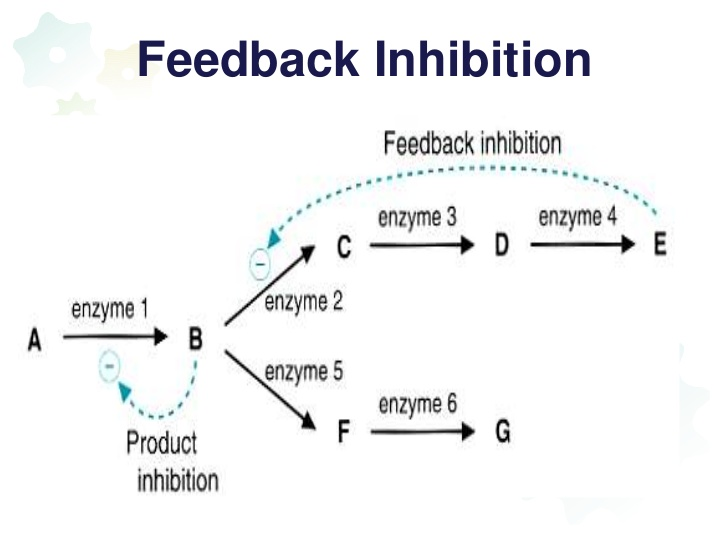 Feedback Inhibition
Feedback inhibition
enzyme 3
enzyme 4
C
D
E
−
enzyme 2
enzyme 1
A
B
−
enzyme 5
enzyme 6
F
G
Product
inhibition